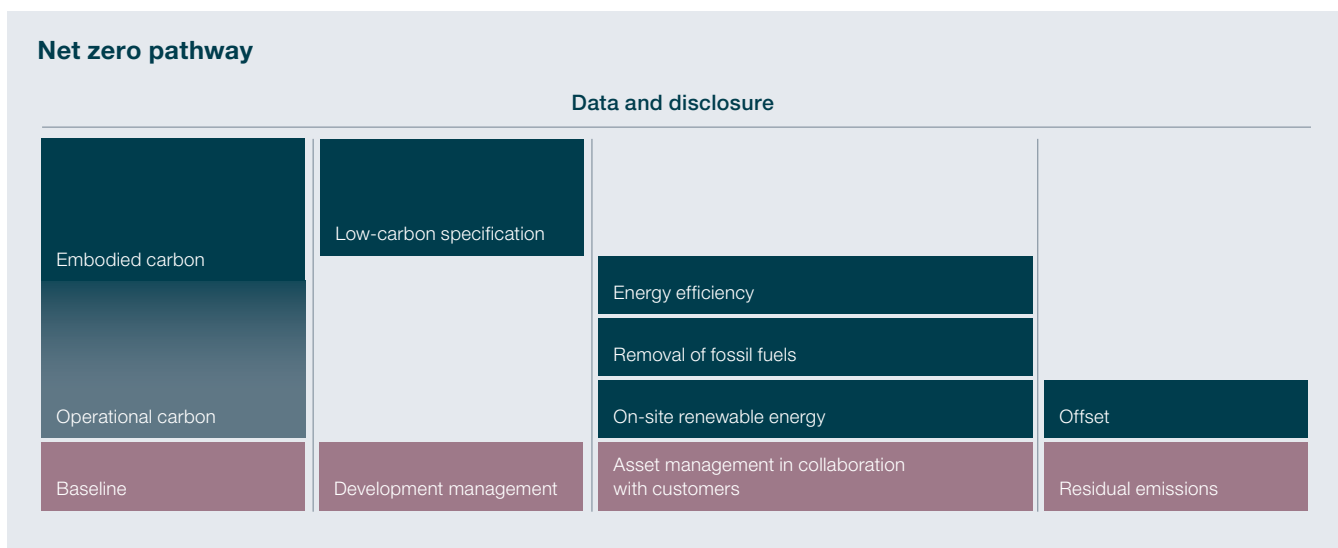 Net zero pathway
Data and disclosure
Embodied carbon
Operational carbon
Baseline
Low-carbon specification
Development management
Energy efficiency
Removal of fossil fuels
On-site renewable energy
Asset management in collaboration
with customers
Offset
Residual emissions